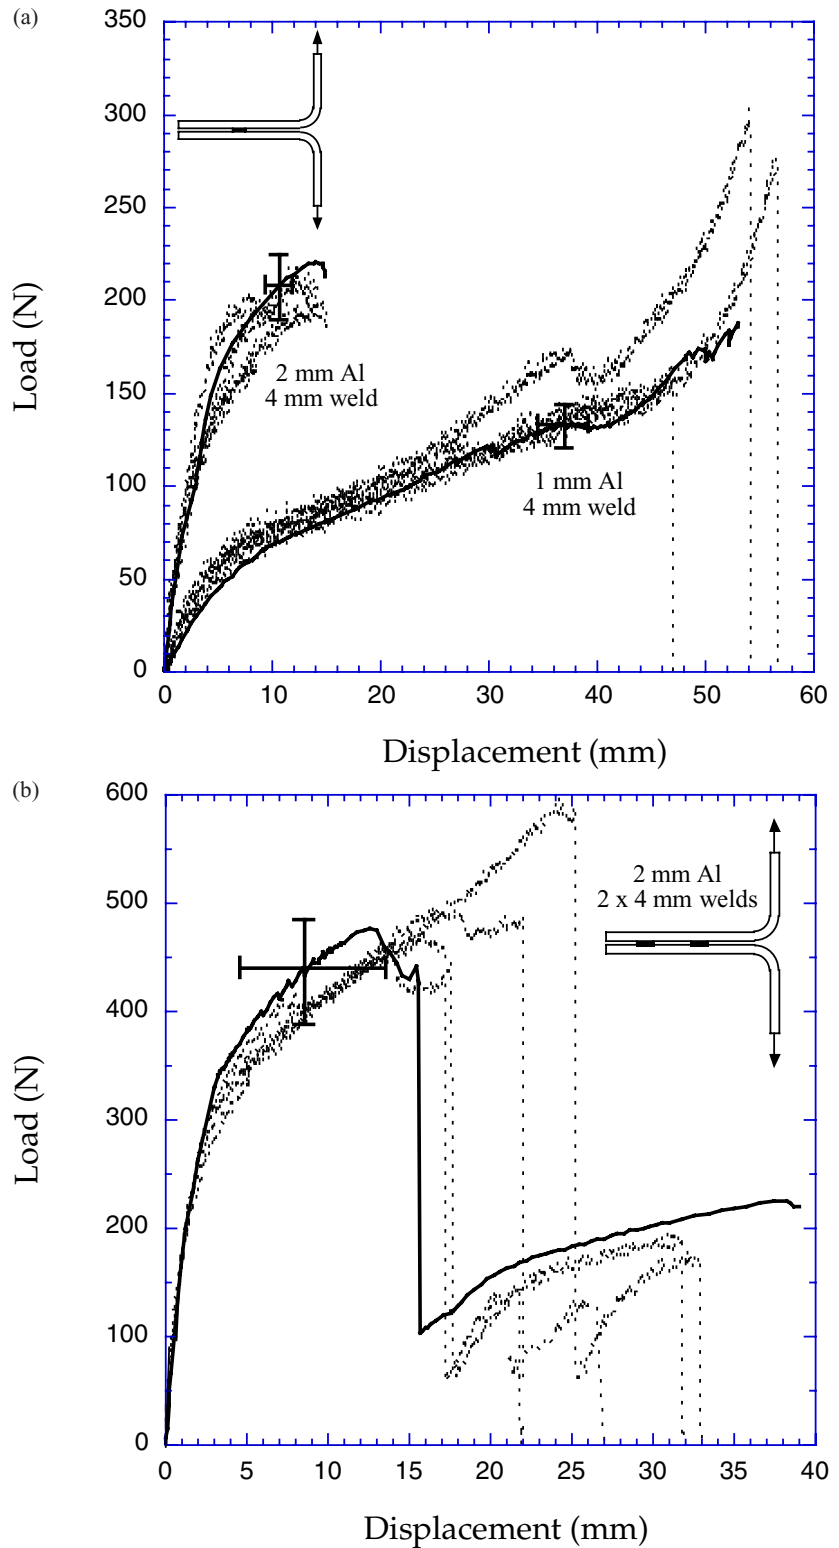 (a)
350
300
250
200
150
100
50
0
Load (N)
2 mm Al
4 mm weld
1 mm Al
4 mm weld
0 10 20 30 40 50 60
Displacement (mm)
(b)
600
500
400
300
200
100
0
Load (N)
2 mm Al
2 x 4 mm welds
0 5 10 15 20 25 30 35 40
Displacement (mm)